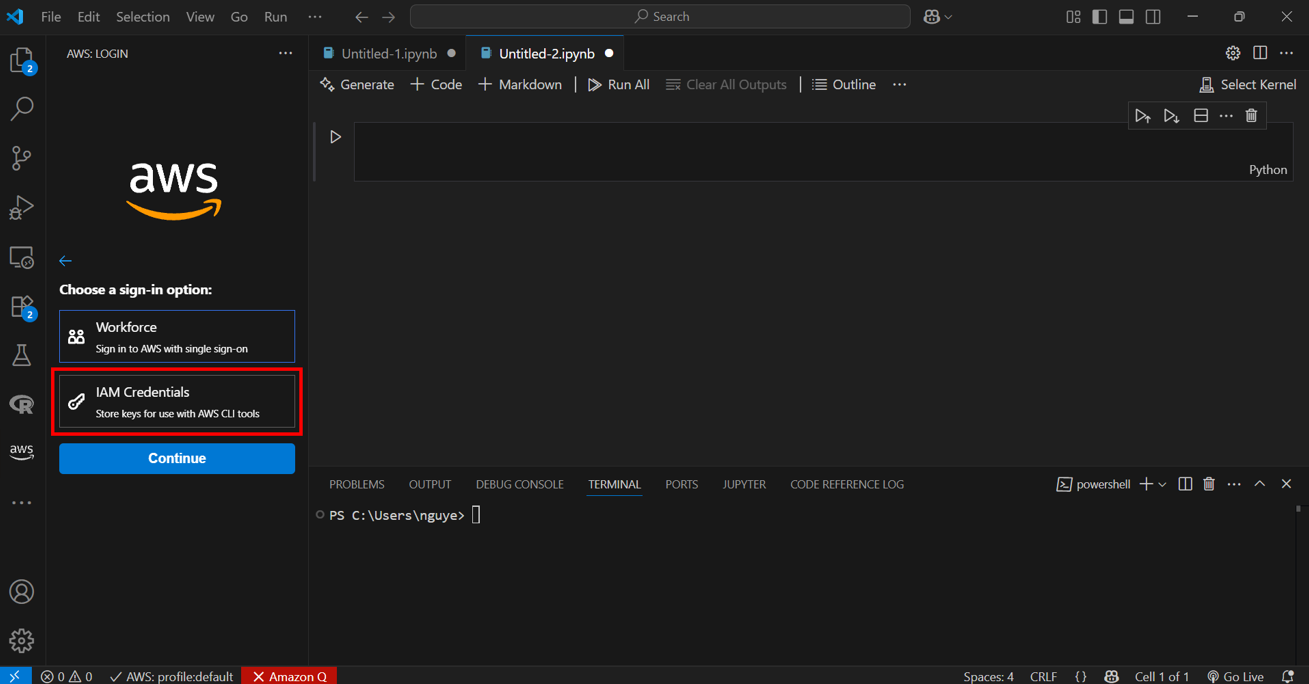 File Edit Selection View Go Run ··· Search
AWS: LOGIN ···
Untitled-1.ipynb Untitled-2.ipynb ···
Generate Code Markdown Run All Clear All Outputs Outline ··· Select Kernel
···
Python
aws
Choose a sign-in option:
Workforce
Sign in to AWS with single sign-on
IAM Credentials
Store keys for use with AWS CLI tools
Continue
2
2
R
aws
···
PROBLEMS OUTPUT DEBUG CONSOLE TERMINAL PORTS JUPYTER CODE REFERENCE LOG powershell ···
PS C:\Users\nguye>
0 0 AWS: profile:default Amazon Q Spaces: 4 CRLF {} Cell 1 of 1 Go Live